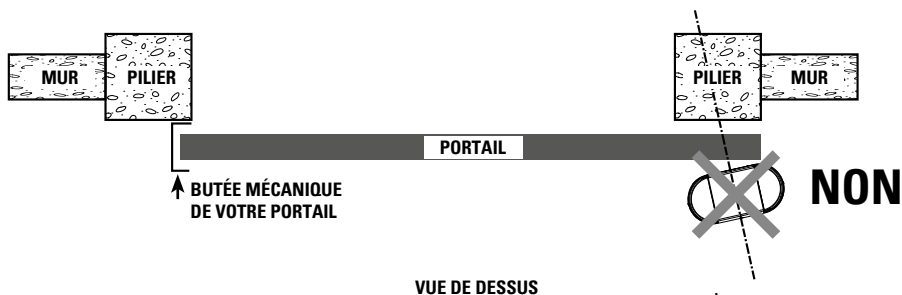 MUR PILIER PILIER MUR
PORTAIL
BUTÉE MÉCANIQUE
DE VOTRE PORTAIL
NON
VUE DE DESSUS